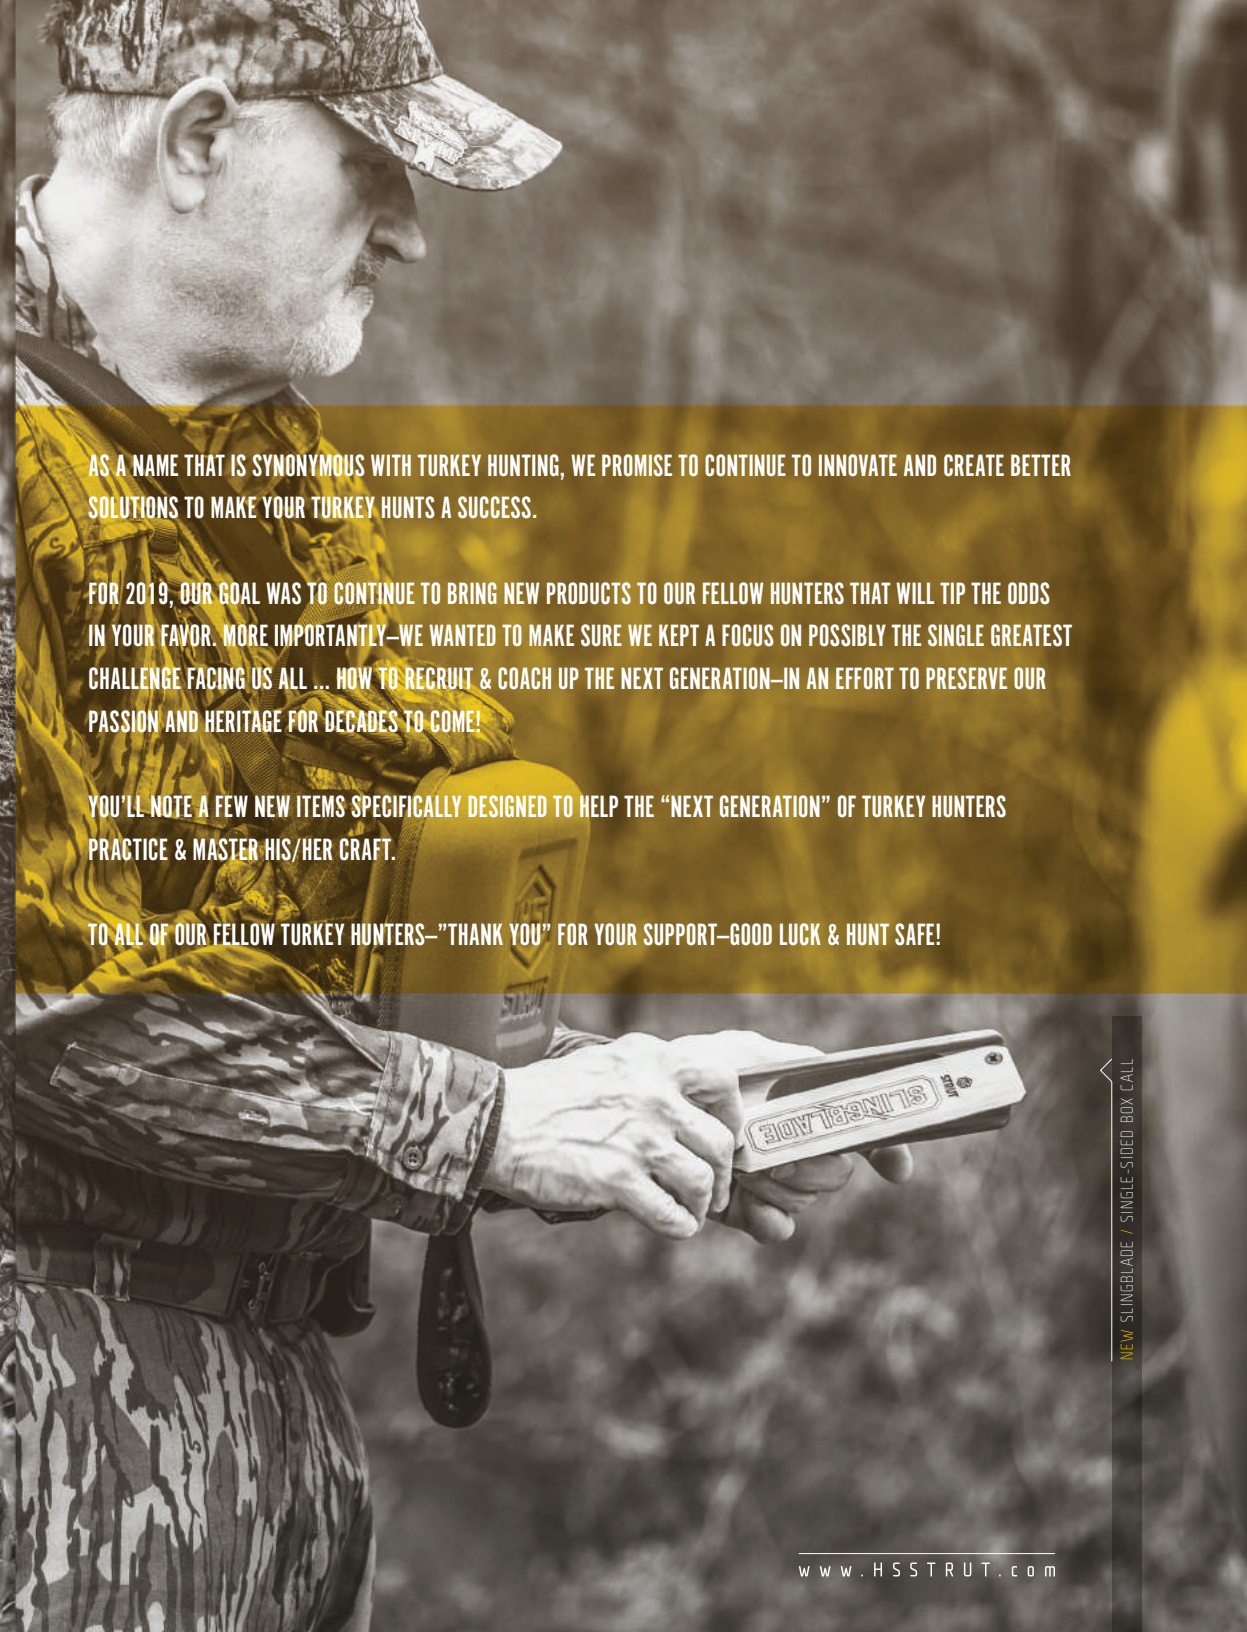 AS A NAME THAT IS SYNONYMOUS WITH TURKEY HUNTING, WE PROMISE TO CONTINUE TO INNOVATE AND CREATE BETTER
SOLUTIONS TO MAKE YOUR TURKEY HUNTS A SUCCESS.
FOR 2019, OUR GOAL WAS TO CONTINUE TO BRING NEW PRODUCTS TO OUR FELLOW HUNTERS THAT WILL TIP THE ODDS
IN YOUR FAVOR. MORE IMPORTANTLY—WE WANTED TO MAKE SURE WE KEPT A FOCUS ON POSSIBLY THE SINGLE GREATEST
CHALLENGE FACING US ALL ... HOW TO RECRUIT & COACH UP THE NEXT GENERATION—IN AN EFFORT TO PRESERVE OUR
PASSION AND HERITAGE FOR DECADES TO COME!
YOU'LL NOTE A FEW NEW ITEMS SPECIFICALLY DESIGNED TO HELP THE “NEXT GENERATION” OF TURKEY HUNTERS
PRACTICE & MASTER HIS/HER CRAFT.
TO ALL OF OUR FELLOW TURKEY HUNTERS—”THANK YOU” FOR YOUR SUPPORT—GOOD LUCK & HUNT SAFE!
HS
STRUT
SLINGBLADE
STRUT
NEW SLINGBLADE / SINGLE-SIDED BOX CALL
www.HSSTRUT.com